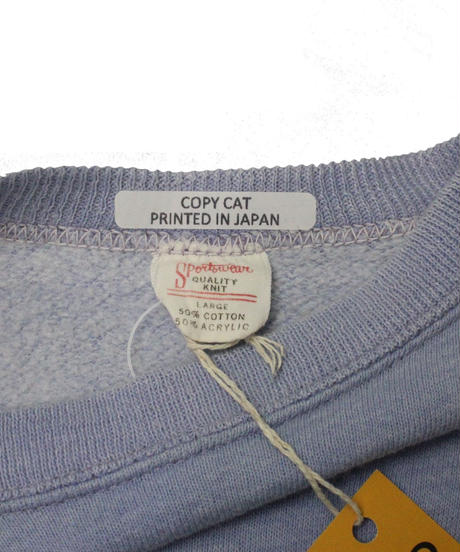 COPY CAT
PRINTED IN JAPAN
Sportswear
QUALITY
KNIT
LARGE
50% COTTON
50% ACRYLIC